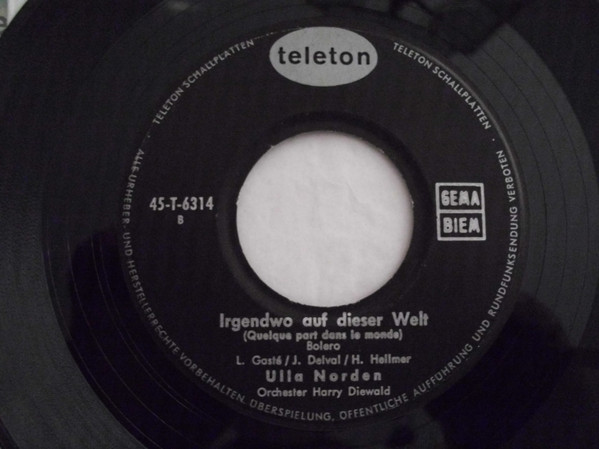 teleton
TELETON SCHALLPLATTEN · TELETON SCHALLPLATTEN ·
ALLE URHEBER- UND HERSTELLERRECHTE VORBEHALTEN. ÜBERSPIELUNG, ÖFFENTLICHE AUFFÜHRUNG UND RUNDFUNKSENDUNG VERBOTEN
45-T-6314
B
GEMA
BIEM
Irgendwo auf dieser Welt
(Quelque part dans le monde)
Bolero
L. Gasté / J. Delval / H. Hellmer
Ulla Norden
Orchester Harry Diewald